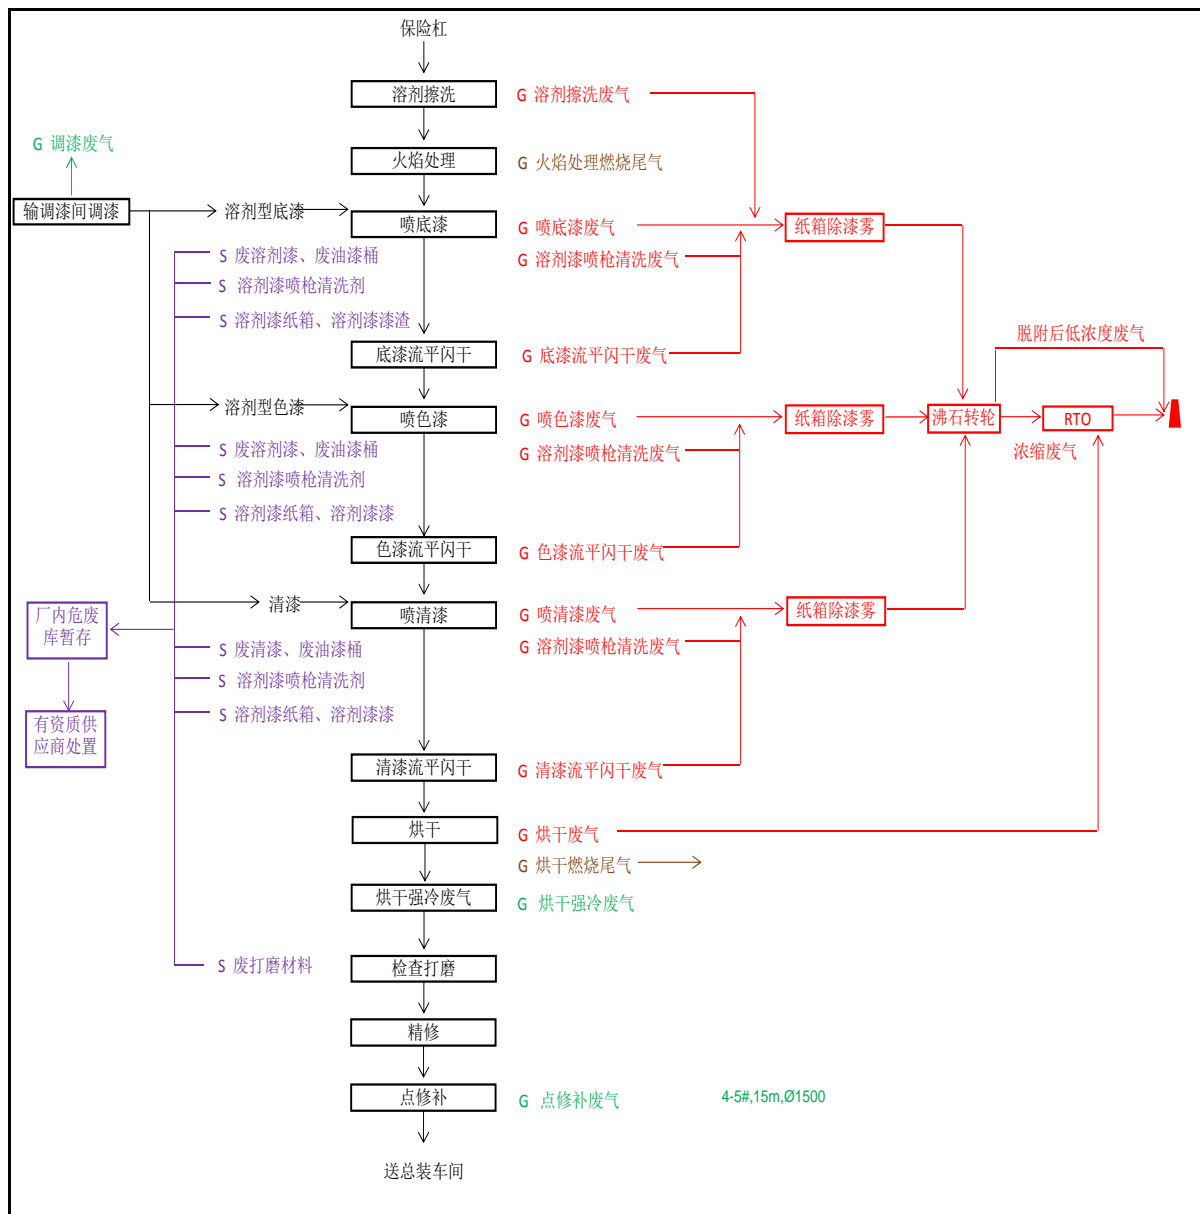 保险杠
溶剂擦洗
G 溶剂擦洗废气
G 调漆废气
火焰处理
G 火焰处理燃烧尾气
输调漆间调漆
溶剂型底漆
喷底漆
G 喷底漆废气
纸箱除漆雾
S 废溶剂漆、废油漆桶
G 溶剂漆喷枪清洗废气
S 溶剂漆喷枪清洗剂
S 溶剂漆纸箱、溶剂漆漆渣
脱附后低浓度废气
底漆流平闪干
G 底漆流平闪干废气
溶剂型色漆
喷色漆
G 喷色漆废气
纸箱除漆雾
沸石转轮
RTO
S 废溶剂漆、废油漆桶
G 溶剂漆喷枪清洗废气
浓缩废气
S 溶剂漆喷枪清洗剂
S 溶剂漆纸箱、溶剂漆漆
色漆流平闪干
G 色漆流平闪干废气
清漆
喷清漆
G 喷清漆废气
纸箱除漆雾
厂内危废
库暂存
S 废清漆、废油漆桶
G 溶剂漆喷枪清洗废气
S 溶剂漆喷枪清洗剂
S 溶剂漆纸箱、溶剂漆漆
有资质供
应商处置
清漆流平闪干
G 清漆流平闪干废气
烘干
G 烘干废气
G 烘干燃烧尾气
烘干强冷废气
G 烘干强冷废气
S 废打磨材料
检查打磨
精修
点修补
G 点修补废气
4-5#,15m,Ø1500
送总装车间